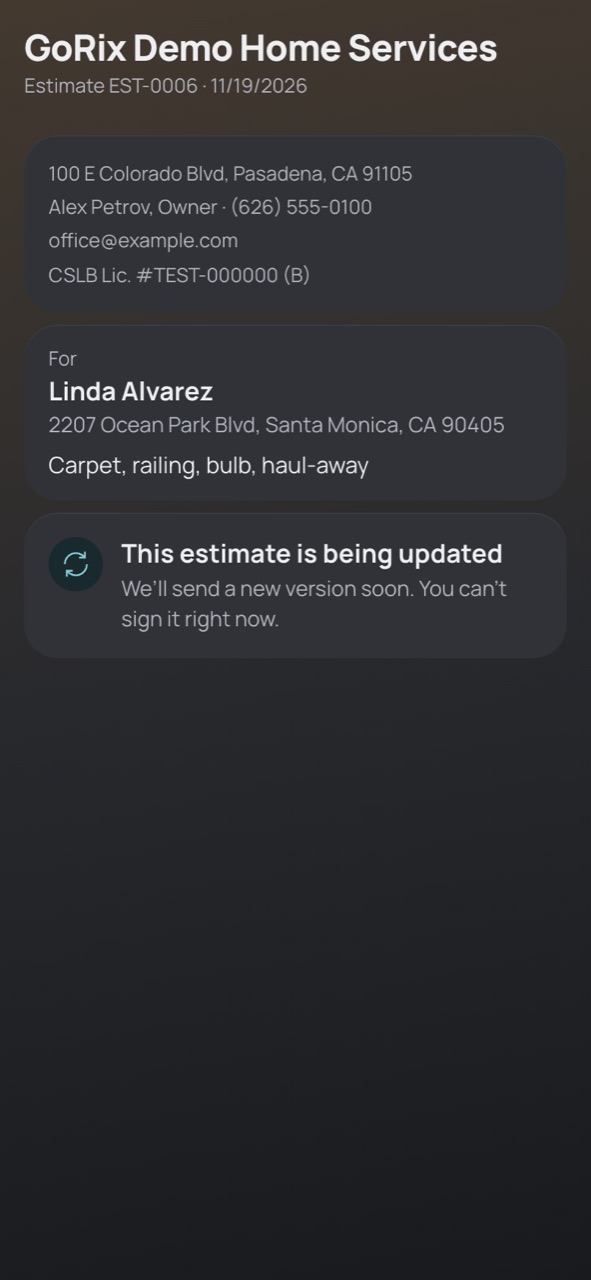 GoRix Demo Home Services
Estimate EST-0006 · 11/19/2026
100 E Colorado Blvd, Pasadena, CA 91105
Alex Petrov, Owner · (626) 555-0100
office@example.com
CSLB Lic. #TEST-000000 (B)
For
Linda Alvarez
2207 Ocean Park Blvd, Santa Monica, CA 90405
Carpet, railing, bulb, haul-away
This estimate is being updated
We’ll send a new version soon. You can’t
sign it right now.